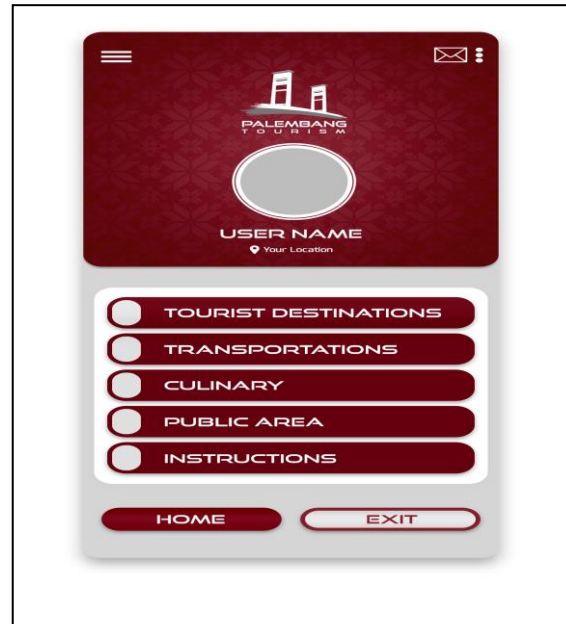 PALEMBANG
TOURISM
USER NAME
Your Location
TOURIST DESTINATIONS
TRANSPORTATIONS
CULINARY
PUBLIC AREA
INSTRUCTIONS
HOME
EXIT